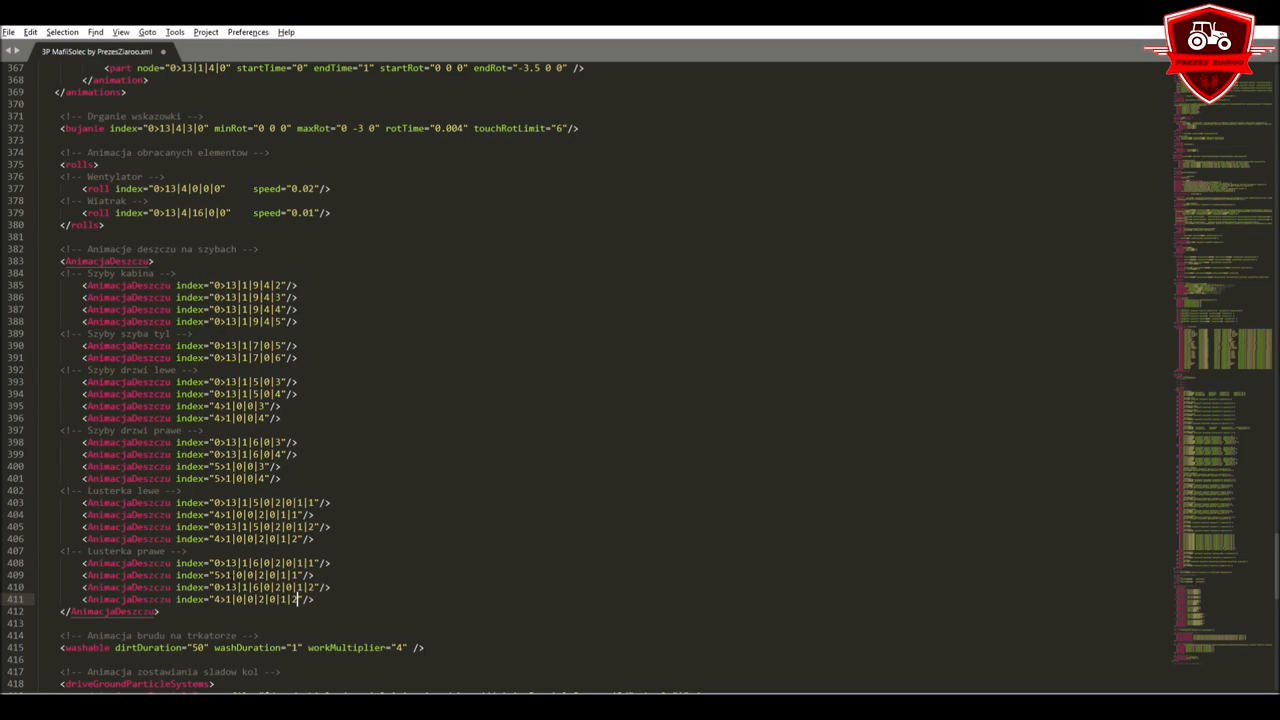 File Edit Selection Find View Goto Tools Project Preferences Help
3P MafiiSolec by PrezesZiaroo.xml
PREZES ZIAROO
367 <part node="0>13|1|4|0" startTime="0" endTime="1" startRot="0 0 0" endRot="-3.5 0 0" />
368 </animation>
369 </animations>
370
371 <!-- Drganie wskazowki -->
372 <bujanie index="0>13|4|3|0" minRot="0 0 0" maxRot="0 -3 0" rotTime="0.004" touchRotLimit="6"/>
373
374 <!-- Animacja obracanych elementow -->
375 <rolls>
376 <!-- Wentylator -->
377 <roll index="0>13|4|0|0|0" speed="0.02"/>
378 <!-- Wiatrak -->
379 <roll index="0>13|4|16|0|0" speed="0.01"/>
380 </rolls>
381
382 <!-- Animacje deszczu na szybach -->
383 <AnimacjaDeszczu>
384 <!-- Szyby kabina -->
385 <AnimacjaDeszczu index="0>13|1|9|4|2"/>
386 <AnimacjaDeszczu index="0>13|1|9|4|3"/>
387 <AnimacjaDeszczu index="0>13|1|9|4|4"/>
388 <AnimacjaDeszczu index="0>13|1|9|4|5"/>
389 <!-- Szyby szyba tyl -->
390 <AnimacjaDeszczu index="0>13|1|7|0|5"/>
391 <AnimacjaDeszczu index="0>13|1|7|0|6"/>
392 <!-- Szyby drzwi lewe -->
393 <AnimacjaDeszczu index="0>13|1|5|0|3"/>
394 <AnimacjaDeszczu index="0>13|1|5|0|4"/>
395 <AnimacjaDeszczu index="4>1|0|0|3"/>
396 <AnimacjaDeszczu index="4>1|0|0|4"/>
397 <!-- Szyby drzwi prawe -->
398 <AnimacjaDeszczu index="0>13|1|6|0|3"/>
399 <AnimacjaDeszczu index="0>13|1|6|0|4"/>
400 <AnimacjaDeszczu index="5>1|0|0|3"/>
401 <AnimacjaDeszczu index="5>1|0|0|4"/>
402 <!-- Lusterka lewe -->
403 <AnimacjaDeszczu index="0>13|1|5|0|2|0|1|1"/>
404 <AnimacjaDeszczu index="4>1|0|0|2|0|1|1"/>
405 <AnimacjaDeszczu index="0>13|1|5|0|2|0|1|2"/>
406 <AnimacjaDeszczu index="4>1|0|0|2|0|1|2"/>
407 <!-- Lusterka prawe -->
408 <AnimacjaDeszczu index="0>13|1|6|0|2|0|1|1"/>
409 <AnimacjaDeszczu index="5>1|0|0|2|0|1|1"/>
410 <AnimacjaDeszczu index="0>13|1|6|0|2|0|1|2"/>
411 <AnimacjaDeszczu index="4>1|0|0|2|0|1|2"/>
412 </AnimacjaDeszczu>
413
414 <!-- Animacja brudu na trkatorze -->
415 <washable dirtDuration="50" washDuration="1" workMultiplier="4" />
416
417 <!-- Animacja zostawiania sladow kol -->
418 <driveGroundParticleSystems>